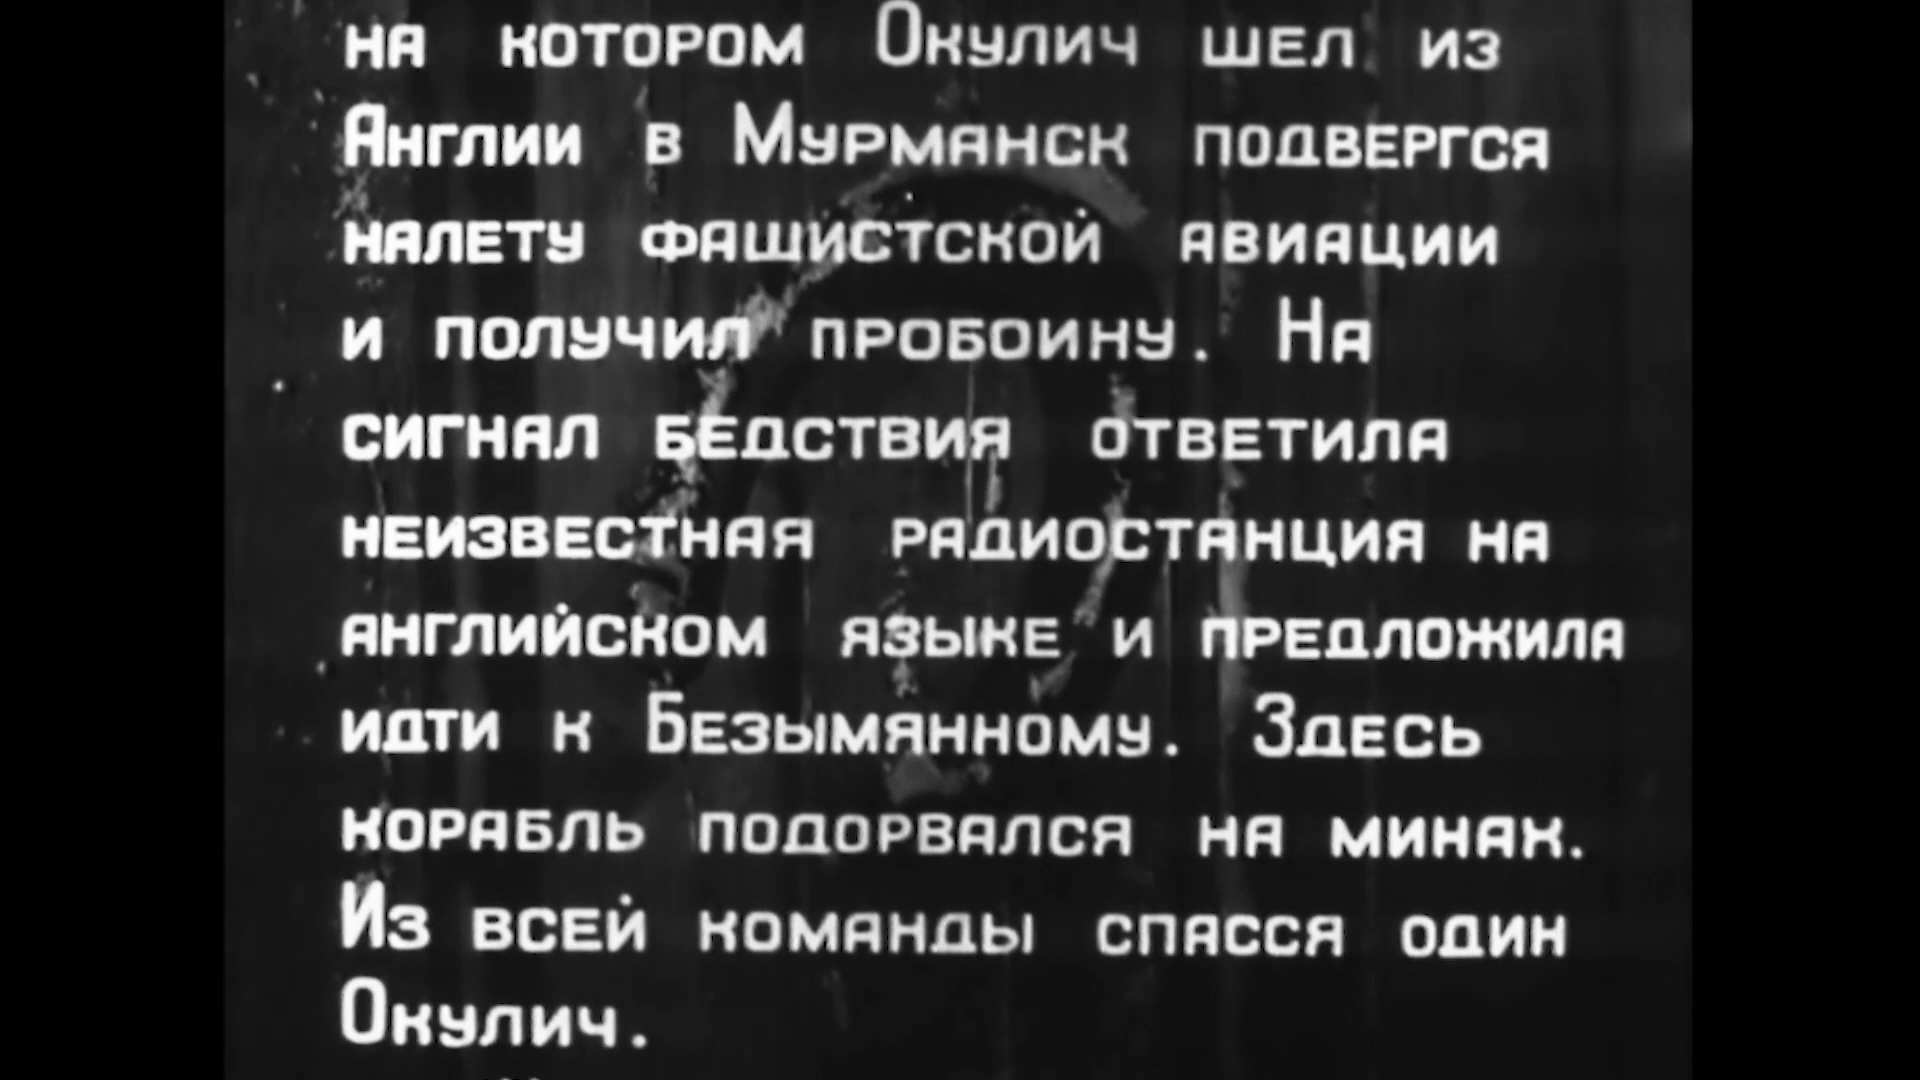 на котором Окулич шел из
Англии в Мурманск подвергся
налету фашистской авиации
и получил пробоину. На
сигнал бедствия ответила
неизвестная радиостанция на
английском языке и предложила
идти к Безымянному. Здесь
корабль подорвался на минах.
Из всей команды спасся один
Окулич.